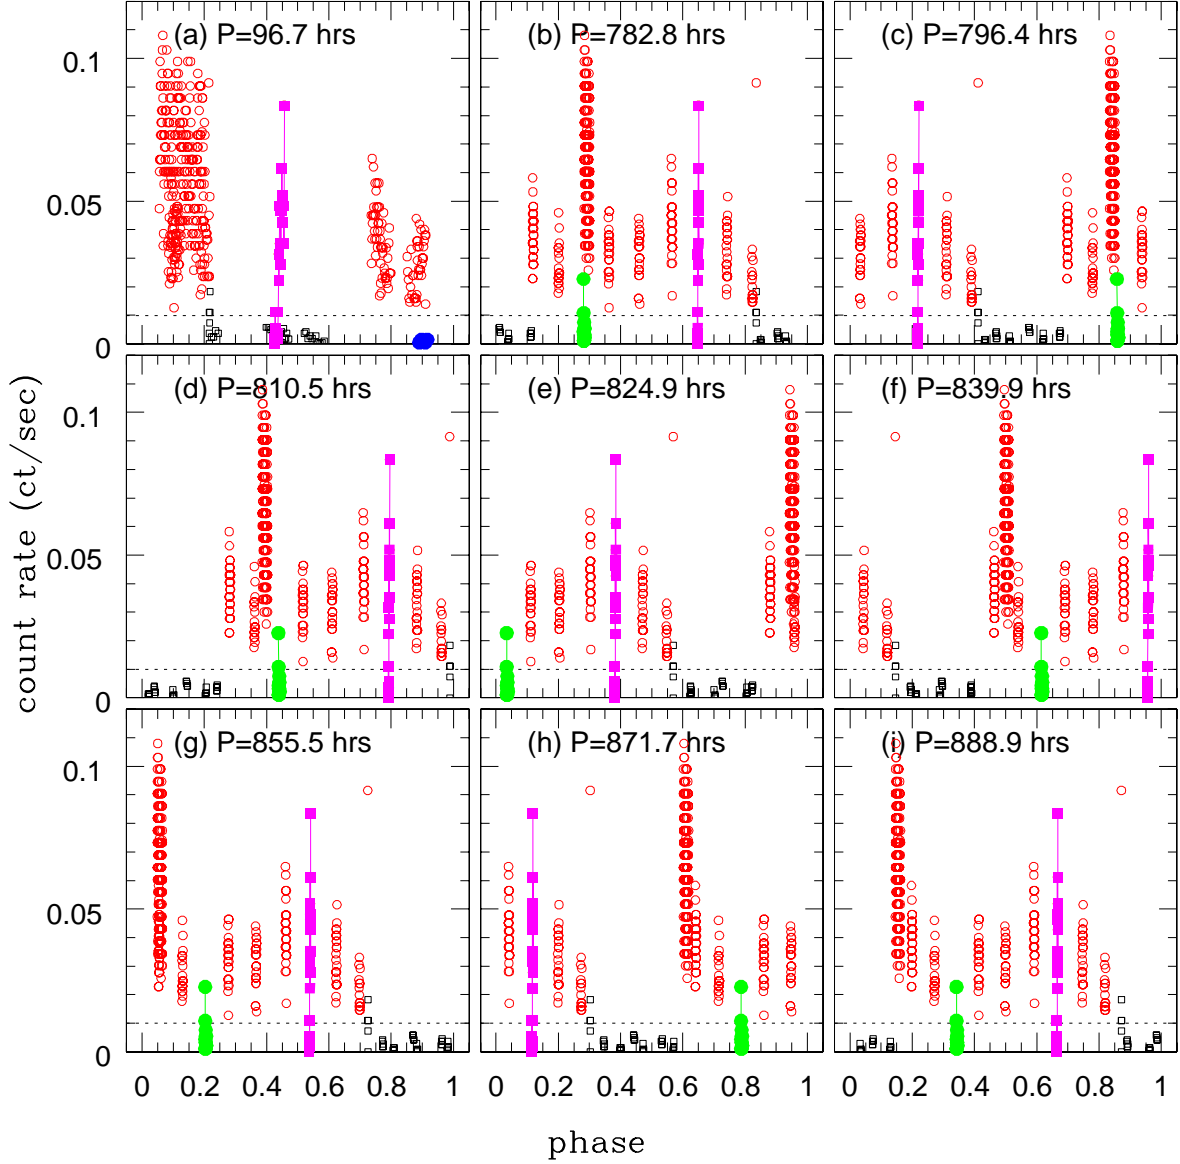 (a) P=96.7 hrs
(b) P=782.8 hrs
(c) P=796.4 hrs
0.1
0.05
0
(d) P=810.5 hrs
(e) P=824.9 hrs
(f) P=839.9 hrs
0.1
0.05
0
(g) P=855.5 hrs
(h) P=871.7 hrs
(i) P=888.9 hrs
0.1
0.05
0
count rate (ct/sec)
0 0.2 0.4 0.6 0.8 1
0 0.2 0.4 0.6 0.8 1
0 0.2 0.4 0.6 0.8 1
phase